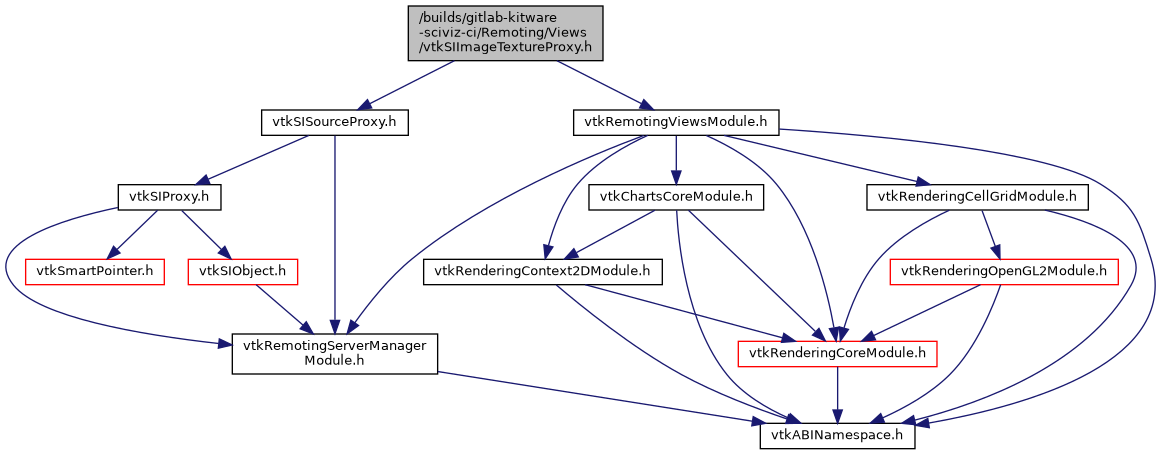 /builds/gitlab-kitware
-sciviz-ci/Remoting/Views
/vtkSIImageTextureProxy.h
vtkSISourceProxy.h
vtkRemotingViewsModule.h
vtkSIProxy.h
vtkChartsCoreModule.h
vtkRenderingCellGridModule.h
vtkSmartPointer.h
vtkSIObject.h
vtkRenderingContext2DModule.h
vtkRenderingOpenGL2Module.h
vtkRemotingServerManager
Module.h
vtkRenderingCoreModule.h
vtkABINamespace.h